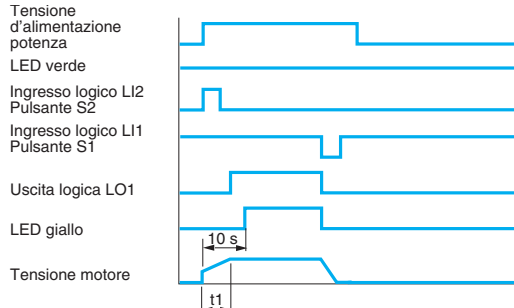 Tensione
d'alimentazione
potenza
LED verde
Ingresso logico LI2
Pulsante S2
Ingresso logico LI1
Pulsante S1
Uscita logica LO1
LED giallo
10 s
Tensione motore
t1